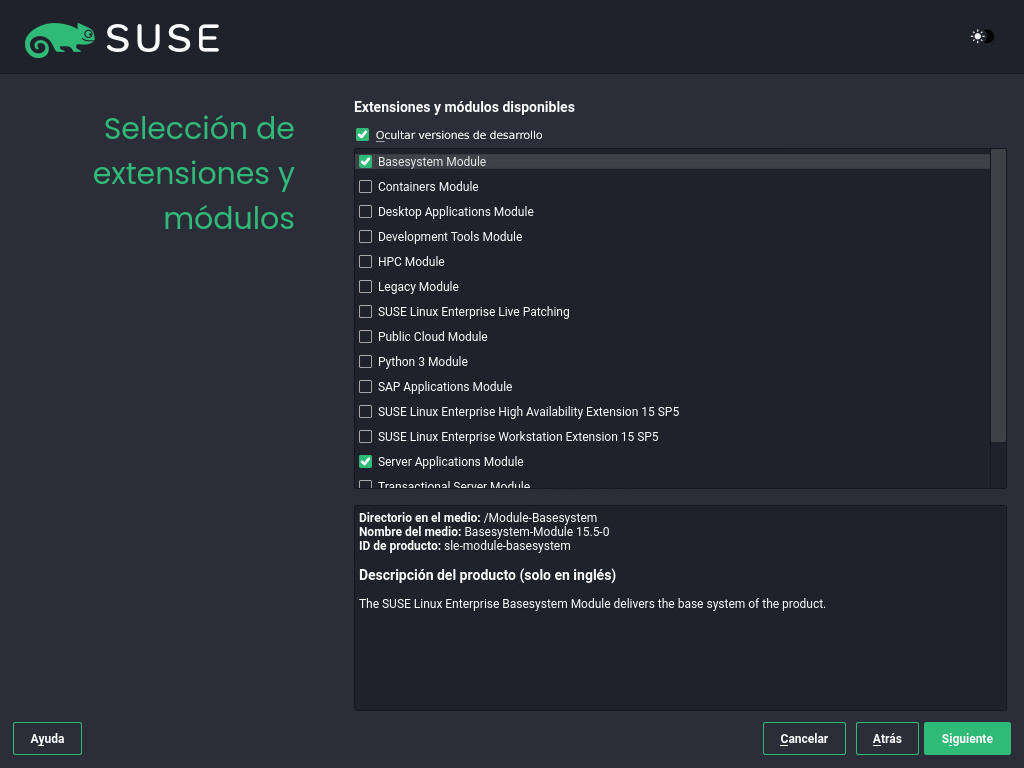 SUSE
Selección de
extensiones y
módulos
Extensiones y módulos disponibles
Ocultar versiones de desarrollo
Basesystem Module
Containers Module
Desktop Applications Module
Development Tools Module
HPC Module
Legacy Module
SUSE Linux Enterprise Live Patching
Public Cloud Module
Python 3 Module
SAP Applications Module
SUSE Linux Enterprise High Availability Extension 15 SP5
SUSE Linux Enterprise Workstation Extension 15 SP5
Server Applications Module
Transactional Server Module
Directorio en el medio: /Module-Basesystem
Nombre del medio: Basesystem-Module 15.5-0
ID de producto: sle-module-basesystem
Descripción del producto (solo en inglés)
The SUSE Linux Enterprise Basesystem Module delivers the base system of the product.
Ayuda
Cancelar
Atrás
Siguiente